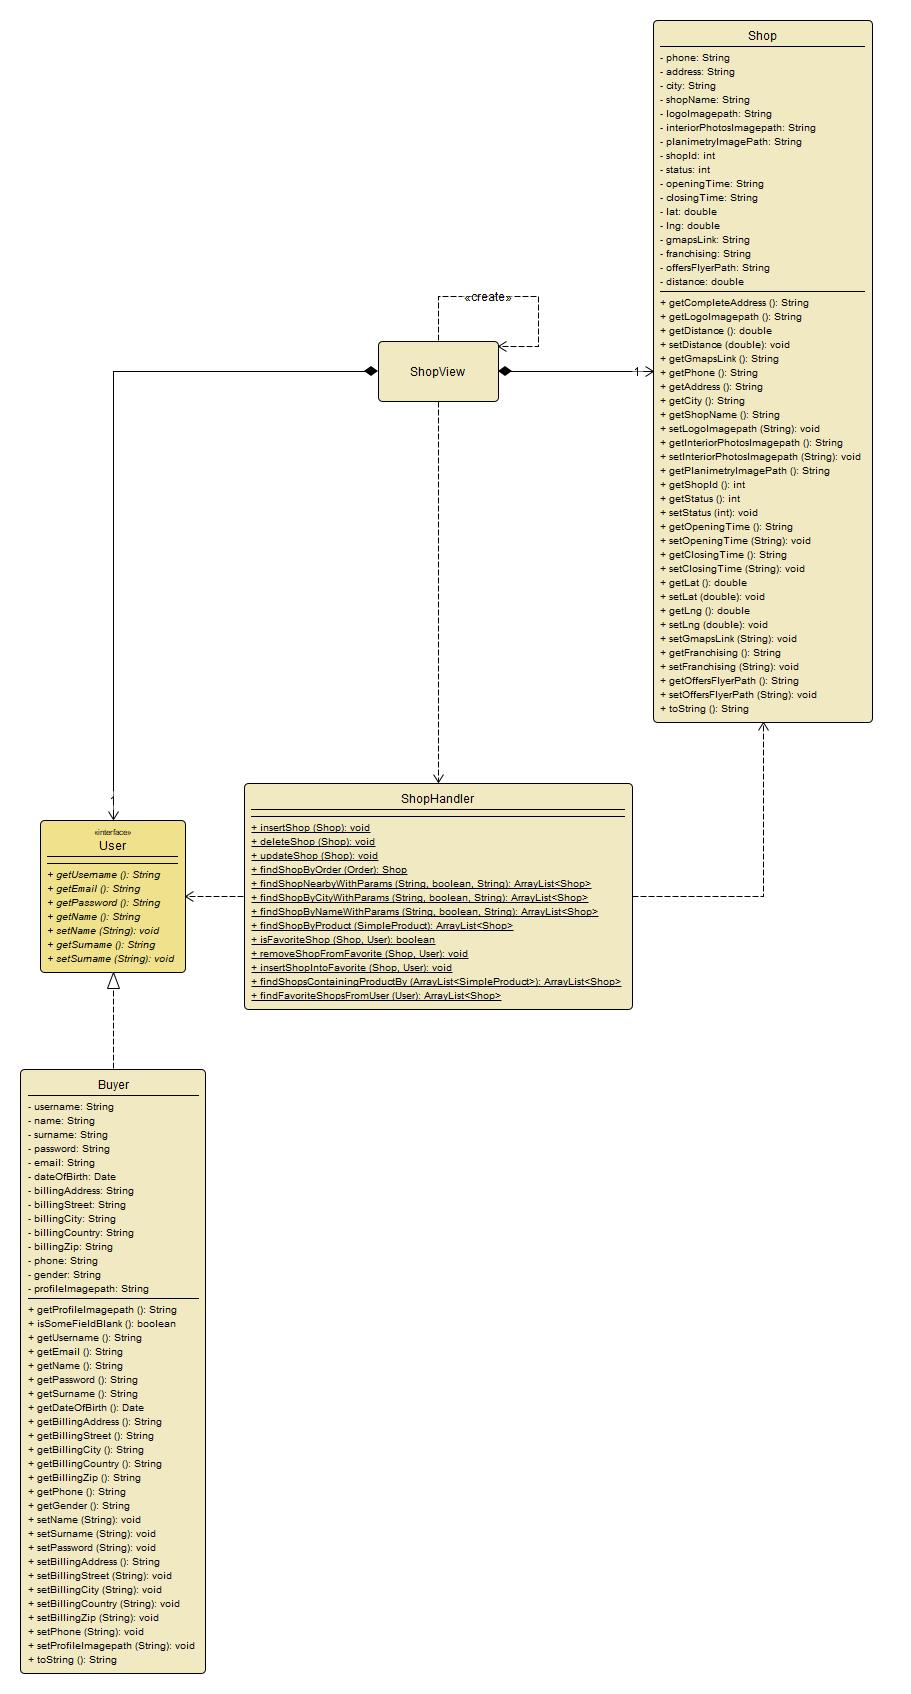 Shop
- phone: String
- address: String
- city: String
- shopName: String
- logoImagepath: String
- interiorPhotosImagepath: String
- planimetryImagePath: String
- shopId: int
- status: int
- openingTime: String
- closingTime: String
- lat: double
- lng: double
- gmapsLink: String
- franchising: String
- offersFlyerPath: String
- distance: double
+ getCompleteAddress (): String
+ getLogoImagepath (): String
+ getDistance (): double
+ setDistance (double): void
+ getGmapsLink (): String
+ getPhone (): String
+ getAddress (): String
+ getCity (): String
+ getShopName (): String
+ setLogoImagepath (String): void
+ getInteriorPhotosImagepath (): String
+ setInteriorPhotosImagepath (String): void
+ getPlanimetryImagePath (): String
+ getShopId (): int
+ getStatus (): int
+ setStatus (int): void
+ getOpeningTime (): String
+ setOpeningTime (String): void
+ getClosingTime (): String
+ setClosingTime (String): void
+ getLat (): double
+ setLat (double): void
+ getLng (): double
+ setLng (double): void
+ setGmapsLink (String): void
+ getFranchising (): String
+ setFranchising (String): void
+ getOffersFlyerPath (): String
+ setOffersFlyerPath (String): void
+ toString (): String
«create»
ShopView
1
1
ShopHandler
+ insertShop (Shop): void
+ deleteShop (Shop): void
+ updateShop (Shop): void
+ findShopByOrder (Order): Shop
+ findShopNearbyWithParams (String, boolean, String): ArrayList<Shop>
+ findShopByCityWithParams (String, boolean, String): ArrayList<Shop>
+ findShopByNameWithParams (String, boolean, String): ArrayList<Shop>
+ findShopByProduct (SimpleProduct): ArrayList<Shop>
+ isFavoriteShop (Shop, User): boolean
+ removeShopFromFavorite (Shop, User): void
+ insertShopIntoFavorite (Shop, User): void
+ findShopsContainingProductBy (ArrayList<SimpleProduct>): ArrayList<Shop>
+ findFavoriteShopsFromUser (User): ArrayList<Shop>
«interface»
User
+ getUsername (): String
+ getEmail (): String
+ getPassword (): String
+ getName (): String
+ setName (String): void
+ getSurname (): String
+ setSurname (String): void
Buyer
- username: String
- name: String
- surname: String
- password: String
- email: String
- dateOfBirth: Date
- billingAddress: String
- billingStreet: String
- billingCity: String
- billingCountry: String
- billingZip: String
- phone: String
- gender: String
- profileImagepath: String
+ getProfileImagepath (): String
+ isSomeFieldBlank (): boolean
+ getUsername (): String
+ getEmail (): String
+ getName (): String
+ getPassword (): String
+ getSurname (): String
+ getDateOfBirth (): Date
+ getBillingAddress (): String
+ getBillingStreet (): String
+ getBillingCity (): String
+ getBillingCountry (): String
+ getBillingZip (): String
+ getPhone (): String
+ getGender (): String
+ setName (String): void
+ setSurname (String): void
+ setPassword (String): void
+ setBillingAddress (): String
+ setBillingStreet (String): void
+ setBillingCity (String): void
+ setBillingCountry (String): void
+ setBillingZip (String): void
+ setPhone (String): void
+ setProfileImagepath (String): void
+ toString (): String